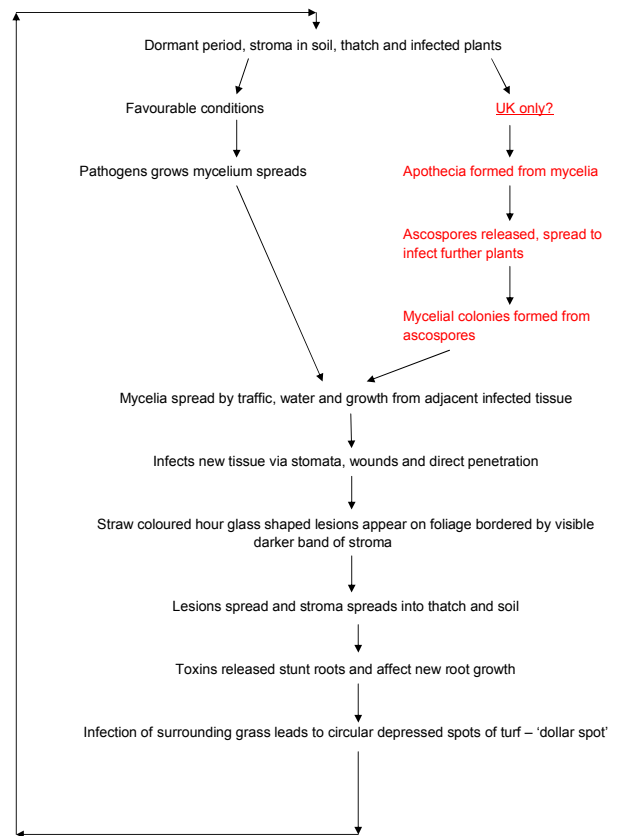 Dormant period, stroma in soil, thatch and infected plants
Favourable conditions
UK only?
Pathogens grows mycelium spreads
Apothecia formed from mycelia
Ascospores released, spread to
infect further plants
Mycelial colonies formed from
ascospores
Mycelia spread by traffic, water and growth from adjacent infected tissue
Infects new tissue via stomata, wounds and direct penetration
Straw coloured hour glass shaped lesions appear on foliage bordered by visible
darker band of stroma
Lesions spread and stroma spreads into thatch and soil
Toxins released stunt roots and affect new root growth
Infection of surrounding grass leads to circular depressed spots of turf – ‘dollar spot’